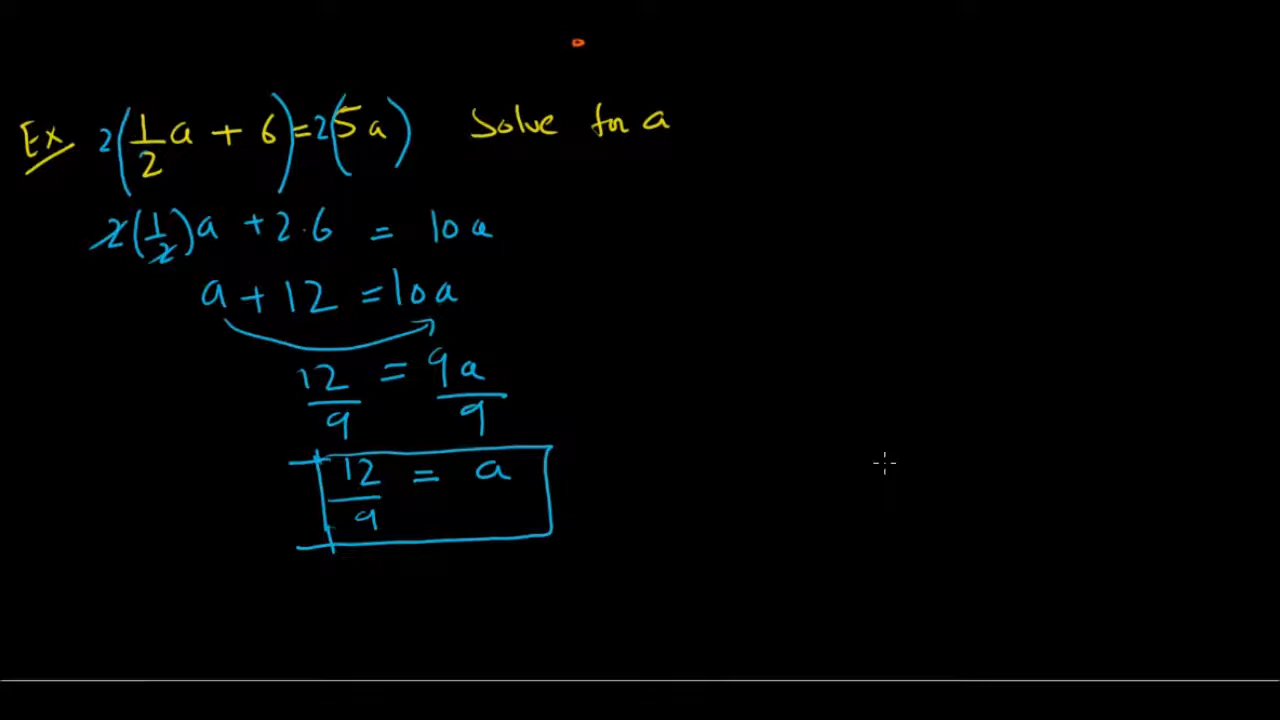 Ex 2(1/2 a + 6) = 2(5a) Solve for a
2(1/2)a + 2·6 = 10a
a + 12 = 10a
12/9 = 9a/9
12/9 = a